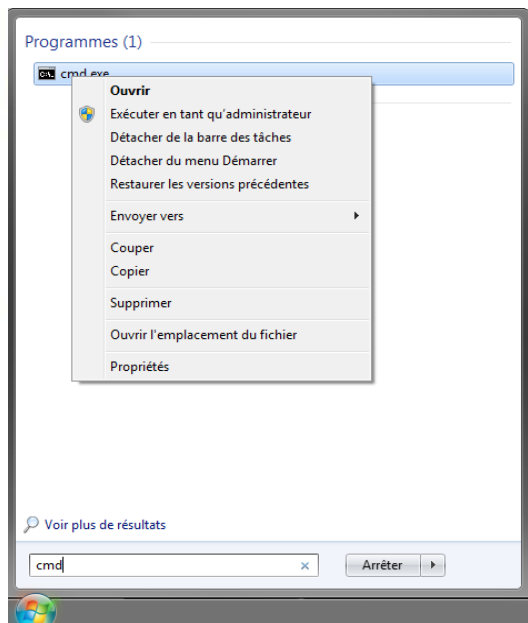 Programmes (1)
cmd.exe
Ouvrir
Exécuter en tant qu'administrateur
Détacher de la barre des tâches
Détacher du menu Démarrer
Restaurer les versions précédentes
Envoyer vers
Couper
Copier
Supprimer
Ouvrir l'emplacement du fichier
Propriétés
Voir plus de résultats
cmd
Arrêter